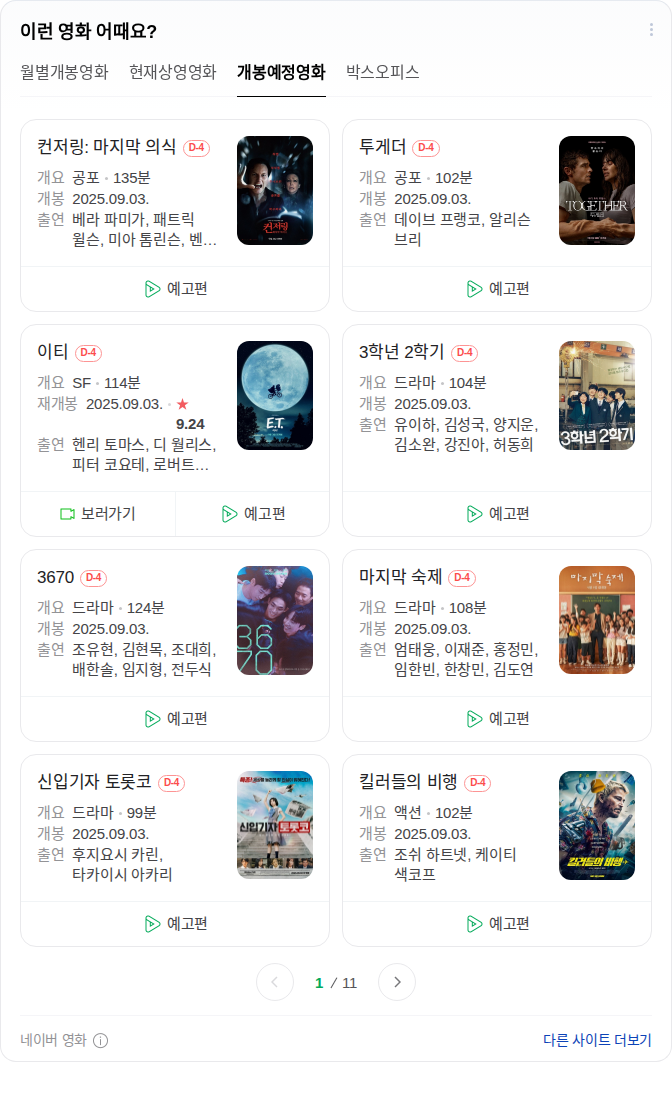 이런 영화 어때요?
월별개봉영화 현재상영영화 개봉예정영화 박스오피스
컨저링: 마지막 의식 D-4
개요 공포 135분
개봉 2025.09.03.
출연 베라 파미가, 패트릭
윌슨, 미아 톰린슨, 벤...
컨저링
예고편
투게더 D-4
개요 공포 102분
개봉 2025.09.03.
출연 데이브 프랭코, 알리슨
브리
TOGETHER
예고편
이티 D-4
개요 SF 114분
재개봉 2025.09.03. ★
9.24
출연 헨리 토마스, 디 월리스,
피터 코요테, 로버트...
E.T.
보러가기 예고편
3학년 2학기 D-4
개요 드라마 104분
개봉 2025.09.03.
출연 유이하, 김성국, 양지운,
김소완, 강진아, 허동희
3학년 2학기
예고편
3670 D-4
개요 드라마 124분
개봉 2025.09.03.
출연 조유현, 김현목, 조대희,
배한솔, 임지형, 전두식
36
70
예고편
마지막 숙제 D-4
개요 드라마 108분
개봉 2025.09.03.
출연 엄태웅, 이재준, 홍정민,
임한빈, 한창민, 김도연
마지막 숙제
예고편
신입기자 토롯코 D-4
개요 드라마 99분
개봉 2025.09.03.
출연 후지요시 카린,
타카이시 아카리
신입기자 토롯코
예고편
킬러들의 비행 D-4
개요 액션 102분
개봉 2025.09.03.
출연 조쉬 하트넷, 케이티
색코프
킬러들의 비행
예고편
1 / 11
네이버 영화
다른 사이트 더보기